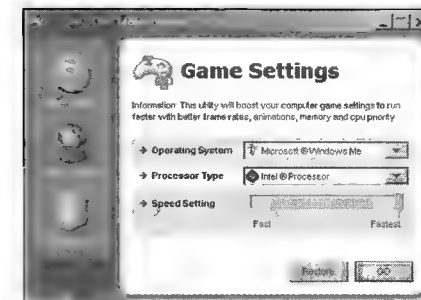 Game Settings
Information: This utility will boost your computer game settings to run
faster with better frame rates, animations, memory and cpu priority
Operating System
Microsoft ® Windows Me
Processor Type
Intel ® Processor
Speed Setting
Fast Fastest
Restore GO